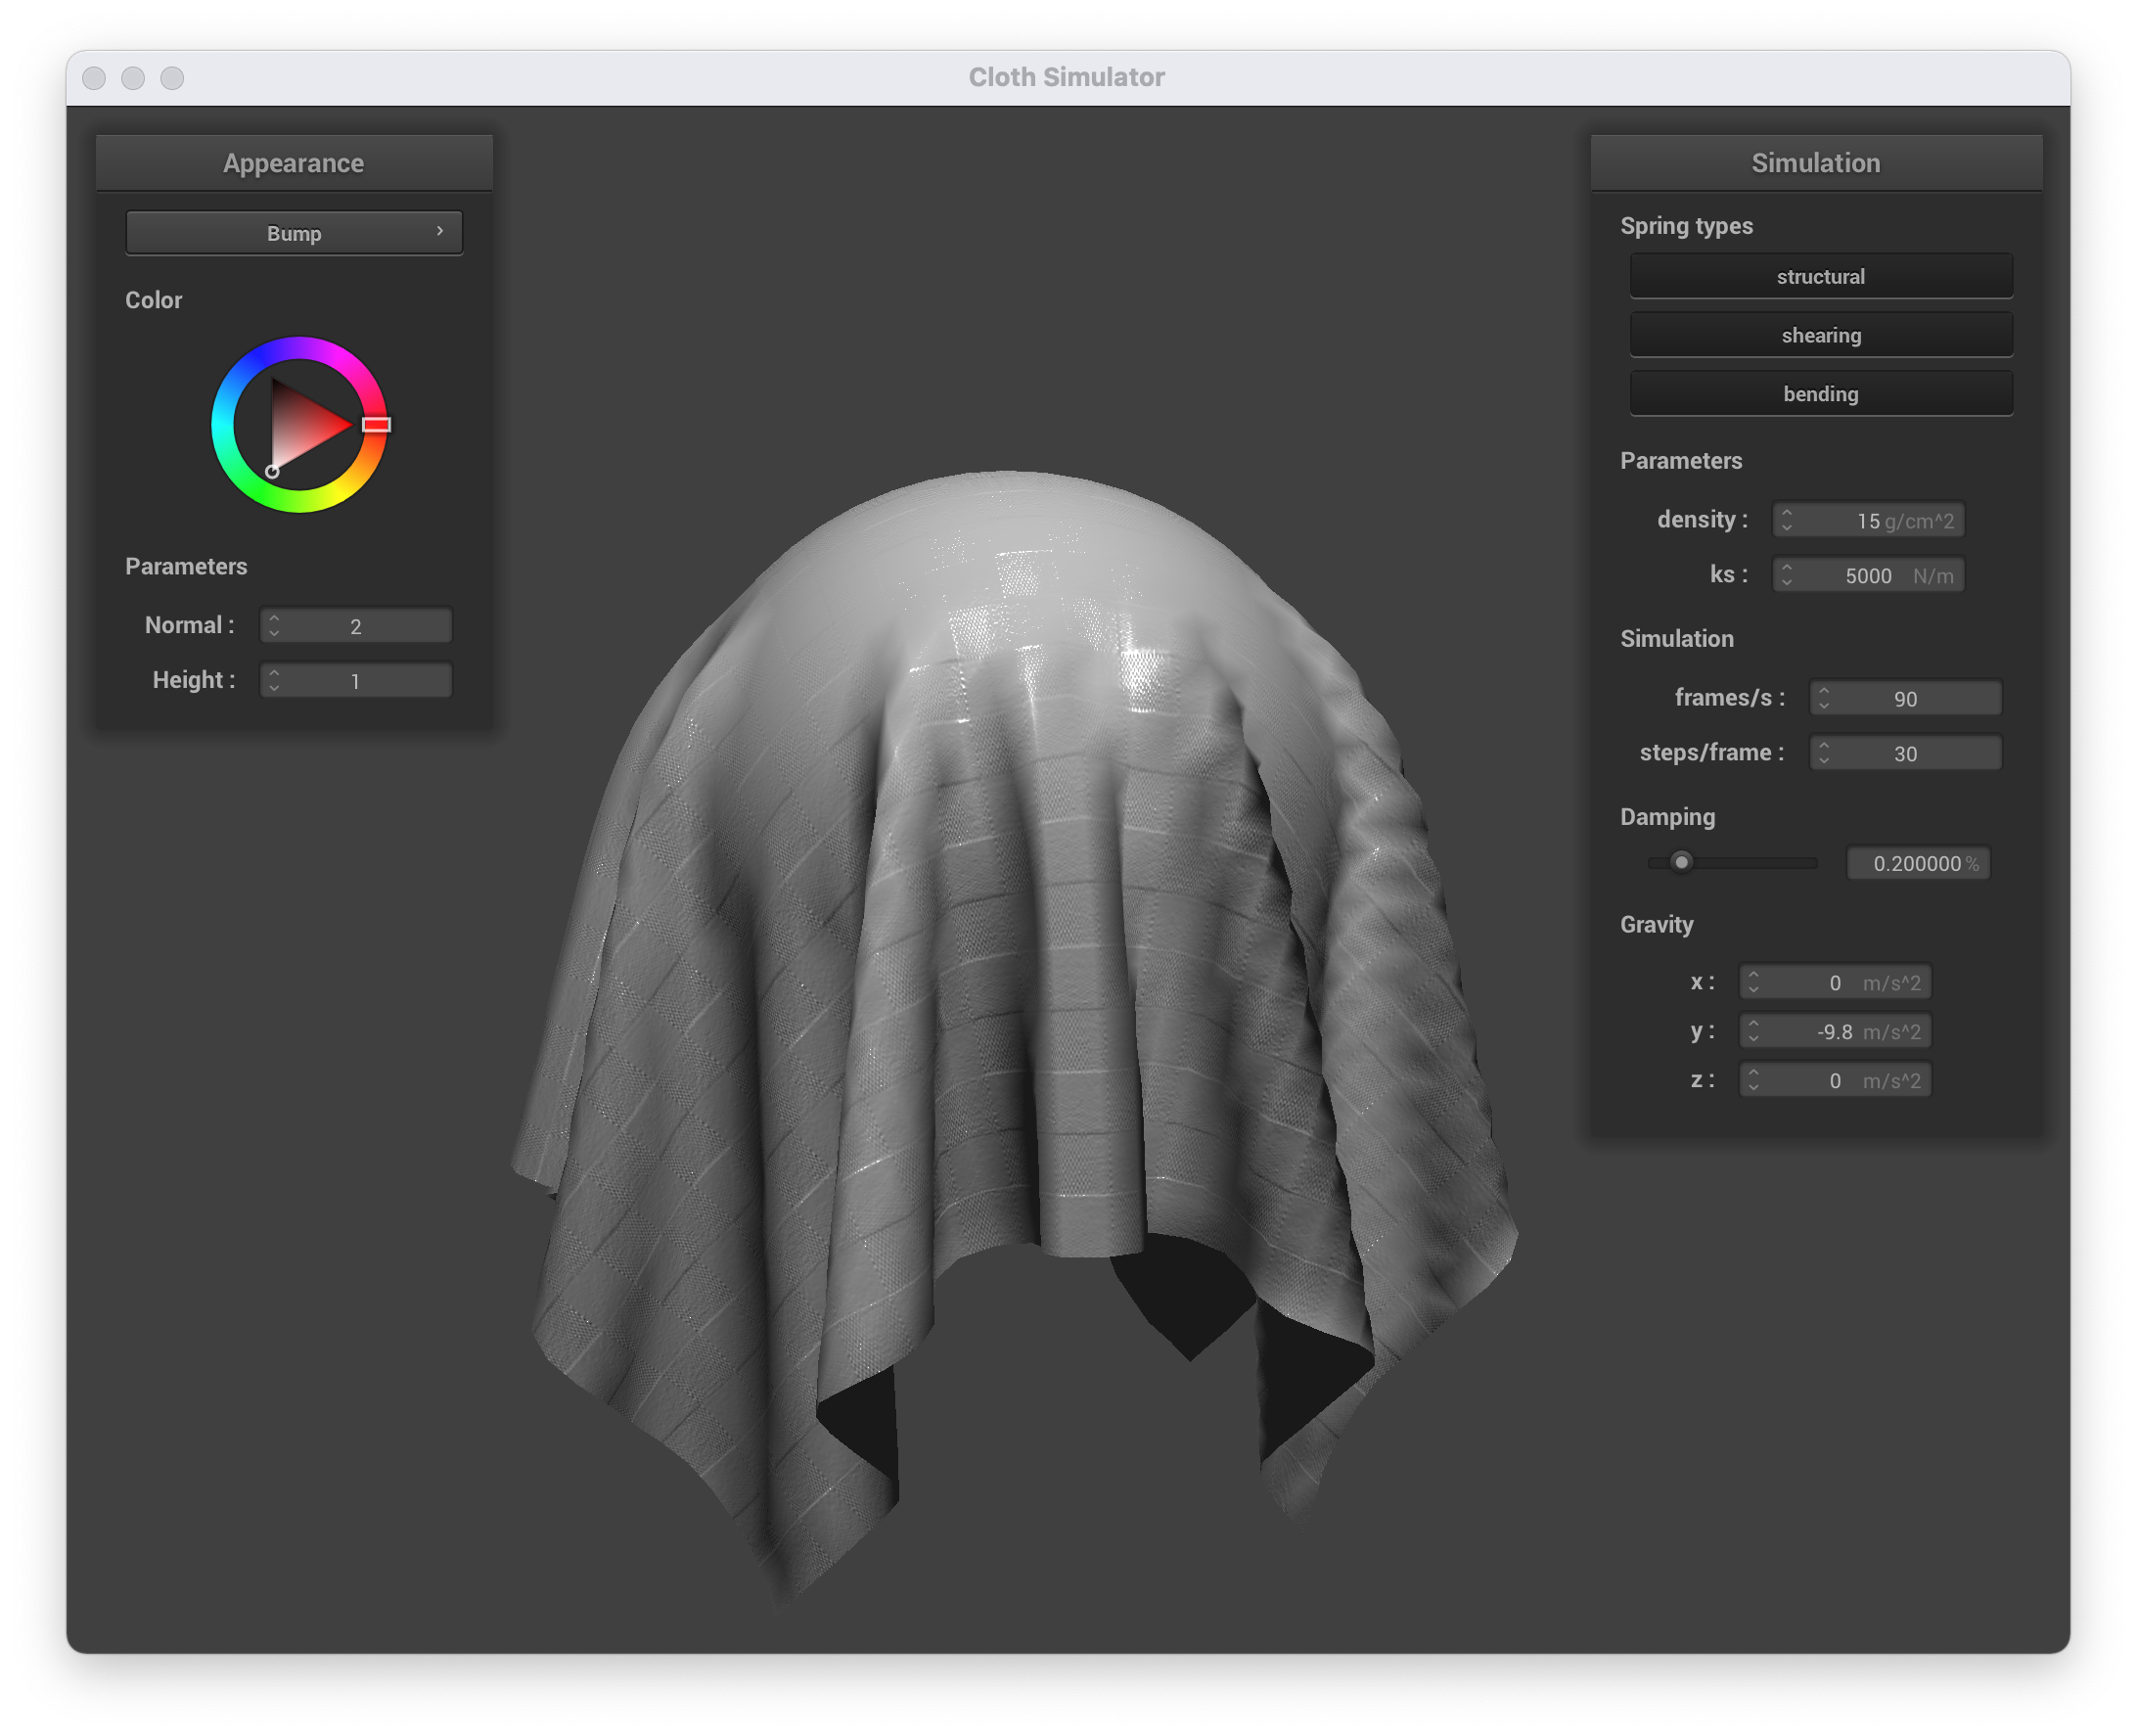 Cloth Simulator
Appearance
Bump
Color
Parameters
Normal : 2
Height : 1
Simulation
Spring types
structural
shearing
bending
Parameters
density : 15 g/cm^2
ks : 5000 N/m
Simulation
frames/s : 90
steps/frame : 30
Damping
0.200000 %
Gravity
x : 0 m/s^2
y : -9.8 m/s^2
z : 0 m/s^2